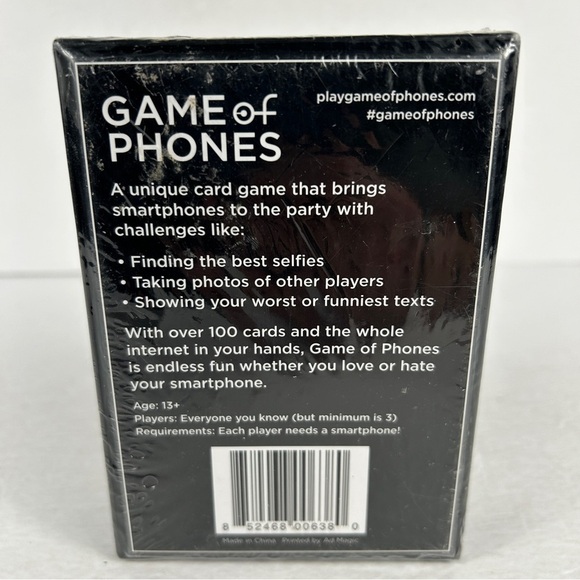 GAME of
PHONES
playgameofphones.com
#gameofphones
A unique card game that brings
smartphones to the party with
challenges like:
• Finding the best selfies
• Taking photos of other players
• Showing your worst or funniest texts
With over 100 cards and the whole
internet in your hands, Game of Phones
is endless fun whether you love or hate
your smartphone.
Age: 13+
Players: Everyone you know (but minimum is 3)
Requirements: Each player needs a smartphone!
8 52468 00638 0
Made in China Printed by Ad Magic